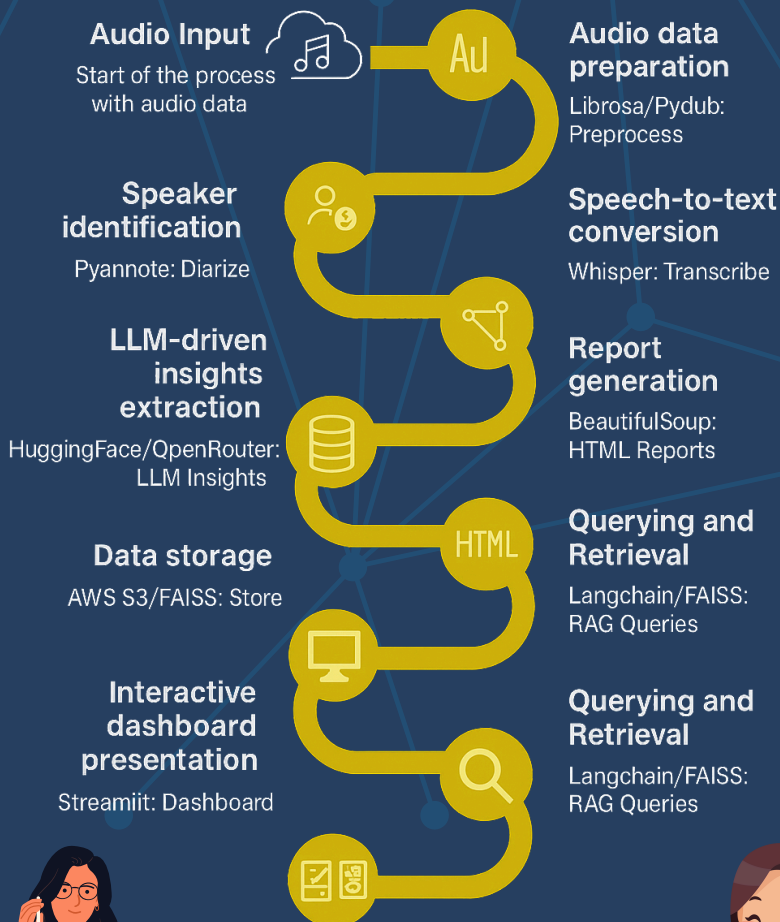 Audio Input
Start of the process
with audio data
Ad
Audio data
preparation
Librosa/Pydub:
Preprocess
Speaker
identification
Pyannote: Diarize
Speech-to-text
conversion
Whisper: Transcribe
LLM-driven
insights
extraction
HuggingFace/QpenRouter:
LLM Insights
Report
generation
BeautifulSoup:
HTML Reports
HTML
Data storage
AWS S3/FAISS: Store
Querying and
Retrieval
Langchain/FAISS:
RAG Queries
Interactive
dashboard
presentation
Streamiit: Dashboard
Querying and
Retrieval
Langchain/FAISS:
RAG Queries